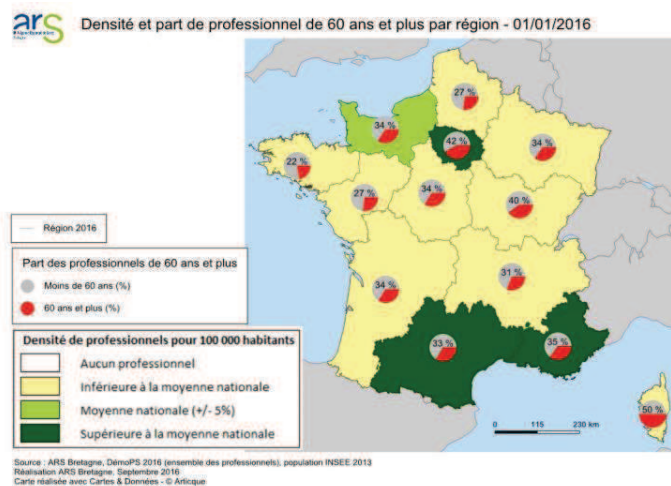 ars
Densité et part de professionnel de 60 ans et plus par région - 01/01/2016
27 %
34 %
42 %
34 %
22 %
27 %
34 %
40 %
34 %
31 %
33 %
35 %
50 %
Région 2016
Part des professionnels de 60 ans et plus
Moins de 60 ans (%)
60 ans et plus (%)
Densité de professionnels pour 100 000 habitants
Aucun professionnel
Inférieure à la moyenne nationale
Moyenne nationale (+/- 5%)
Supérieure à la moyenne nationale
0 115 230 km
Source : ARS Bretagne, DémoPS 2016 (ensemble des professionnels), population INSEE 2013
Réalisation ARS Bretagne, Septembre 2016
Carte réalisée avec Cartes & Données - © Articque